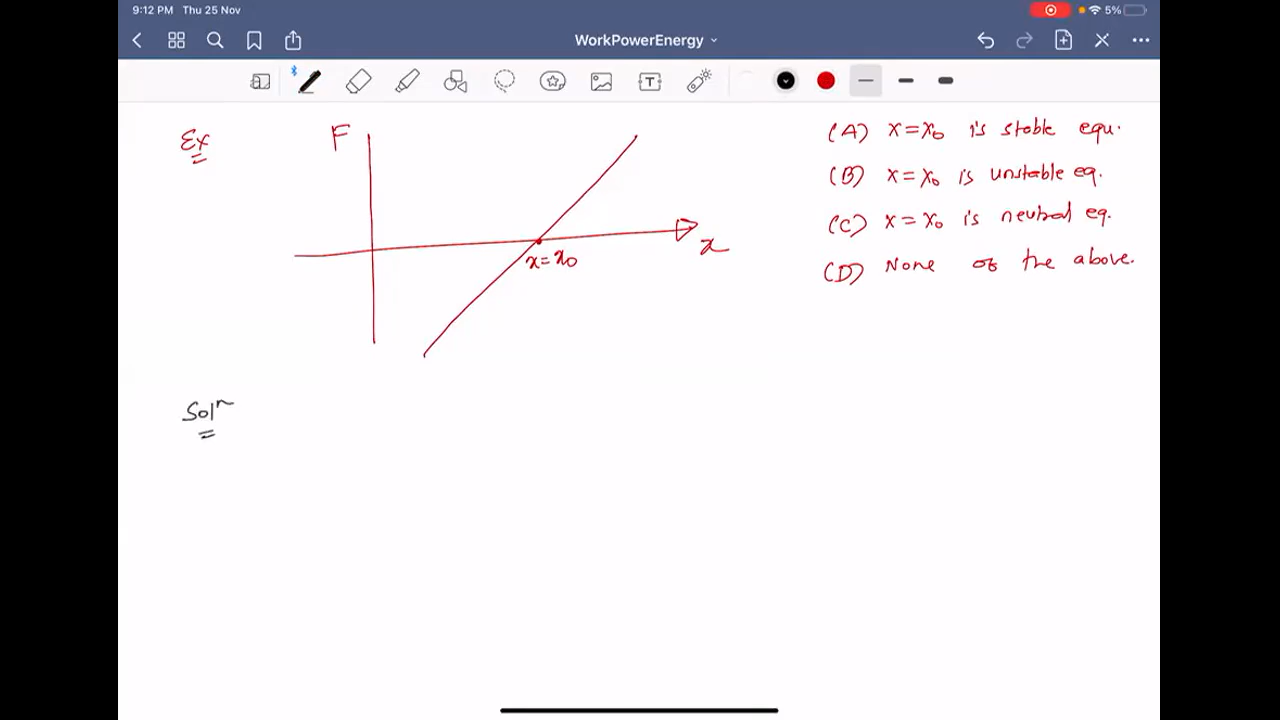 9:12 PM Thu 25 Nov
5%
WorkPowerEnergy
T
Ex
F
x = x₀
x
(A) x = x₀ is stable equ.
(B) x = x₀ is unstable eq.
(C) x = x₀ is neutral eq.
(D) None of the above.
Solⁿ